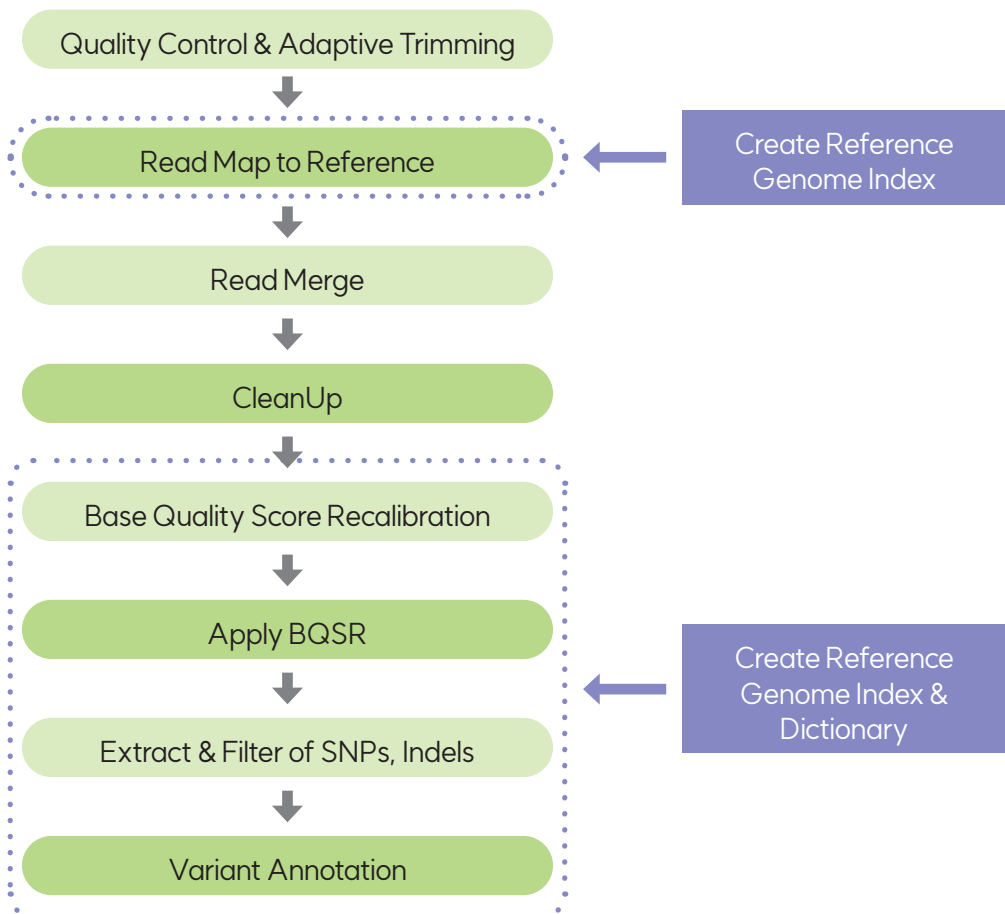 Quality Control & Adaptive Trimming
Read Map to Reference
Create Reference
Genome Index
Read Merge
CleanUp
Base Quality Score Recalibration
Apply BQSR
Extract & Filter of SNPs, Indels
Create Reference
Genome Index &
Dictionary
Variant Annotation